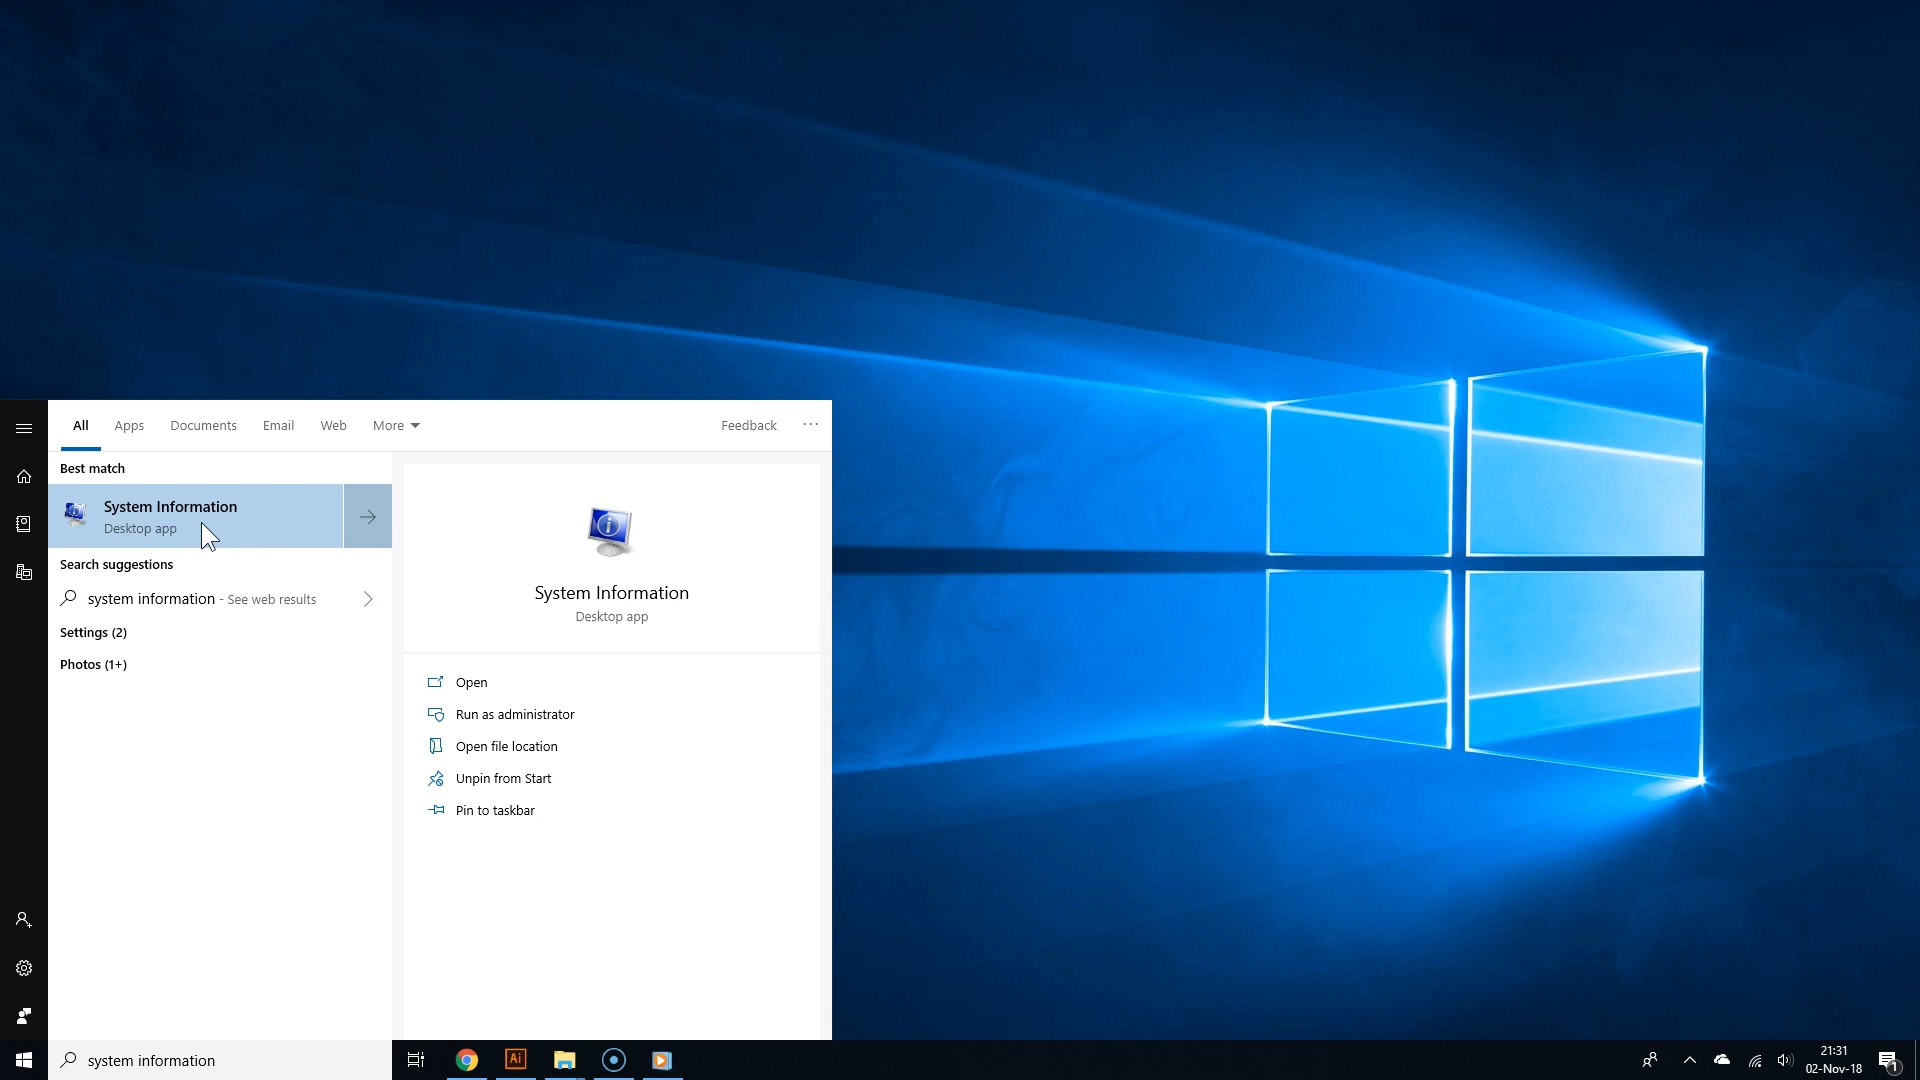 All Apps Documents Email Web More Feedback ...
Best match
System Information
Desktop app
Search suggestions
system information - See web results
Settings (2)
Photos (1+)
System Information
Desktop app
Open
Run as administrator
Open file location
Unpin from Start
Pin to taskbar
system information
Ai
21:31
02-Nov-18
1